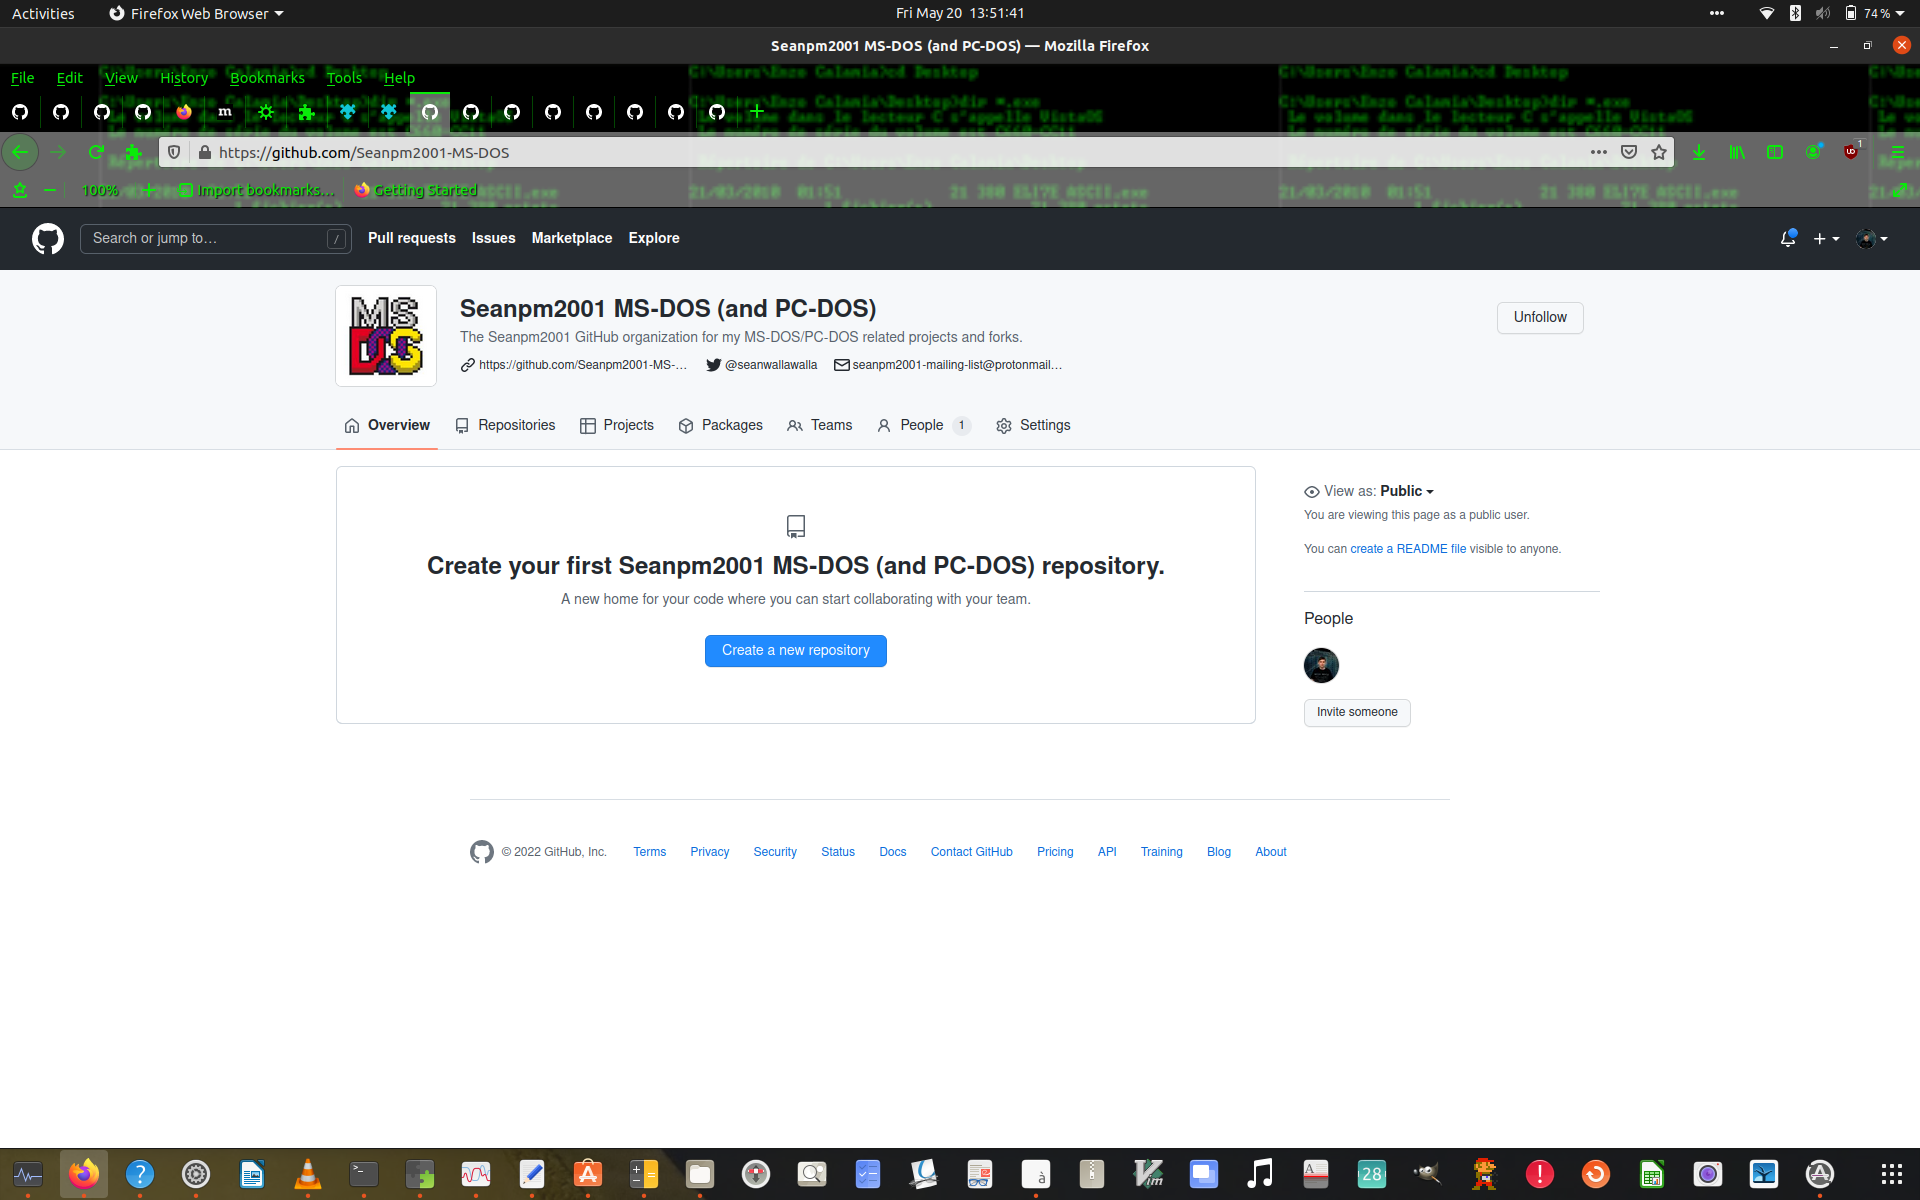 Activities Firefox Web Browser Fri May 20 13:51:41 74 %
Seanpm2001 MS-DOS (and PC-DOS) — Mozilla Firefox
File Edit View History Bookmarks Tools Help
https://github.com/Seanpm2001-MS-DOS
1
100% Import bookmarks... Getting Started
Search or jump to... / Pull requests Issues Marketplace Explore
MS DOS
Seanpm2001 MS-DOS (and PC-DOS)
The Seanpm2001 GitHub organization for my MS-DOS/PC-DOS related projects and forks.
https://github.com/Seanpm2001-MS-... @seanwallawalla seanpm2001-mailing-list@protonmail...
Unfollow
Overview Repositories Projects Packages Teams People 1 Settings
Create your first Seanpm2001 MS-DOS (and PC-DOS) repository.
A new home for your code where you can start collaborating with your team.
Create a new repository
View as: Public
You are viewing this page as a public user.
You can create a README file visible to anyone.
People
Invite someone
© 2022 GitHub, Inc. Terms Privacy Security Status Docs Contact GitHub Pricing API Training Blog About
28